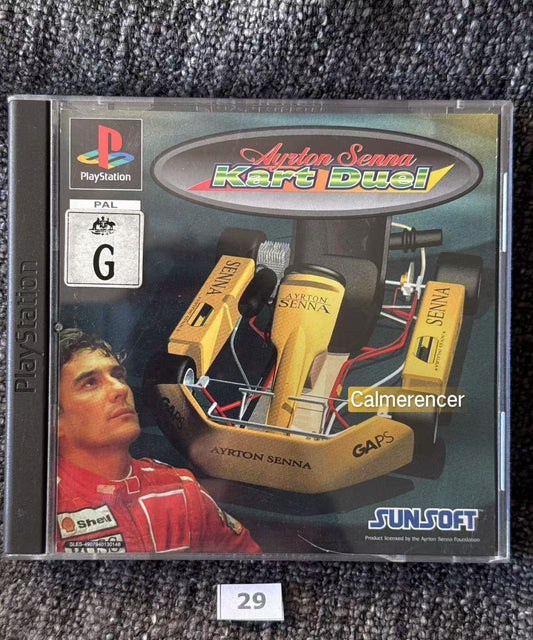 PlayStation
PlayStation
PAL
G
Ayrton Senna
Kart Duel
SENNA
AYRTON
SENNA
SENNA
Calmerencer
GAPS
AYRTON SENNA
GAPS
Shell
SUNSOFT
Product licensed by the Ayrton Senna Foundation
29